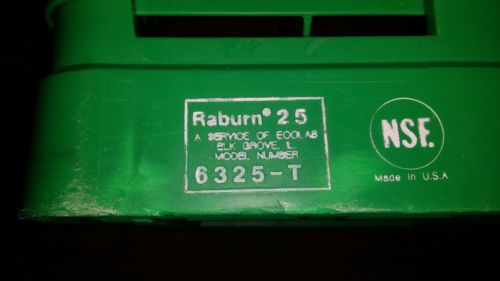 Raburn® 25
A SERVICE OF ECOLAB
ELK GROVE, IL
MODEL NUMBER
6325-T
NSF.
Made in U.S.A